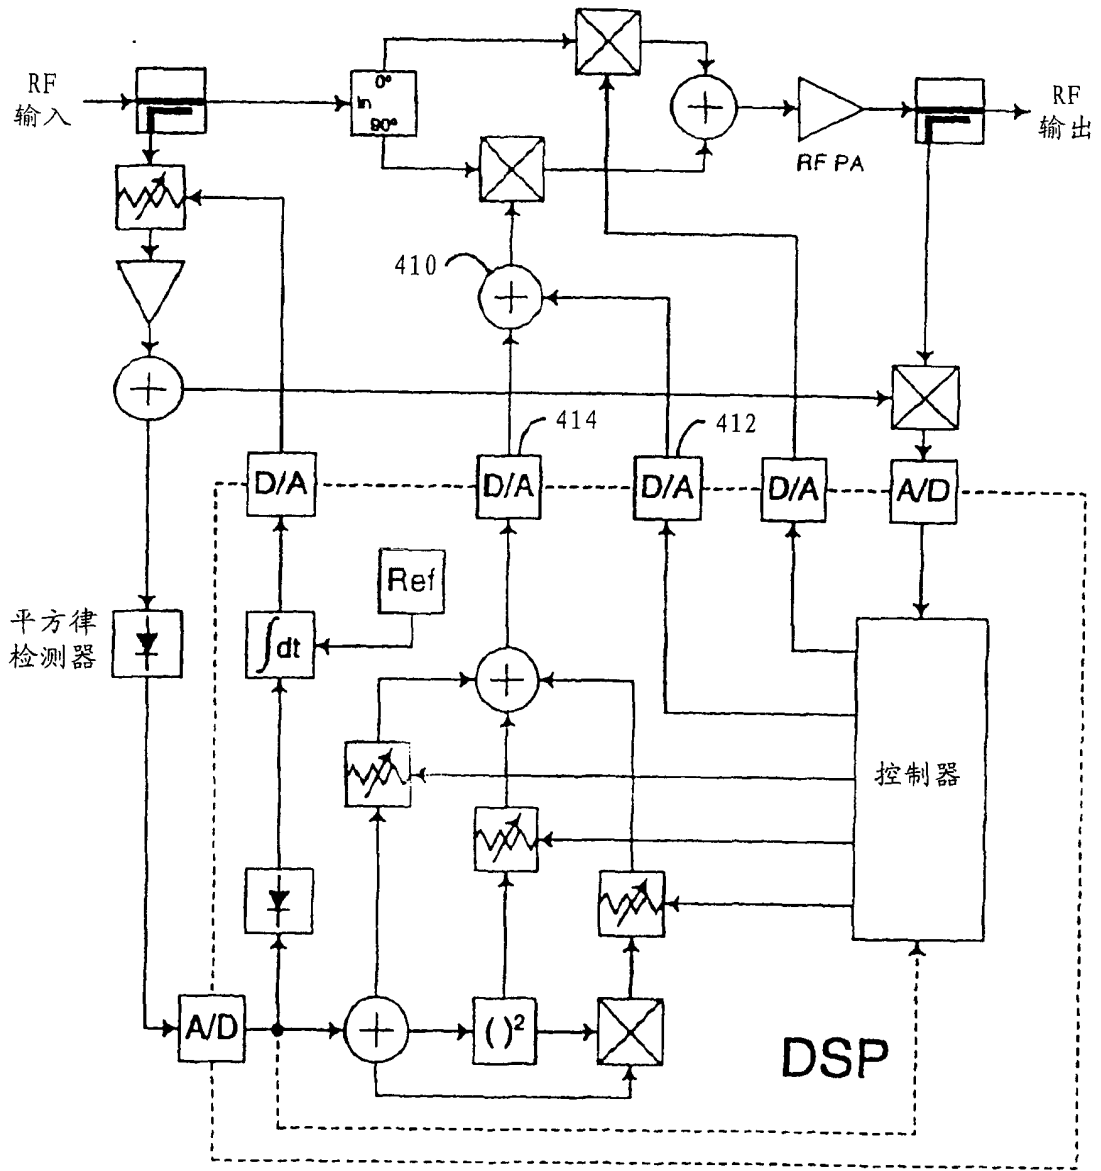 RF
输入
0°
In
90°
RF PA
RF
输出
410
414
412
D/A
D/A
D/A
D/A
A/D
Ref
平方律
检测器
∫dt
控制器
A/D
( )²
DSP